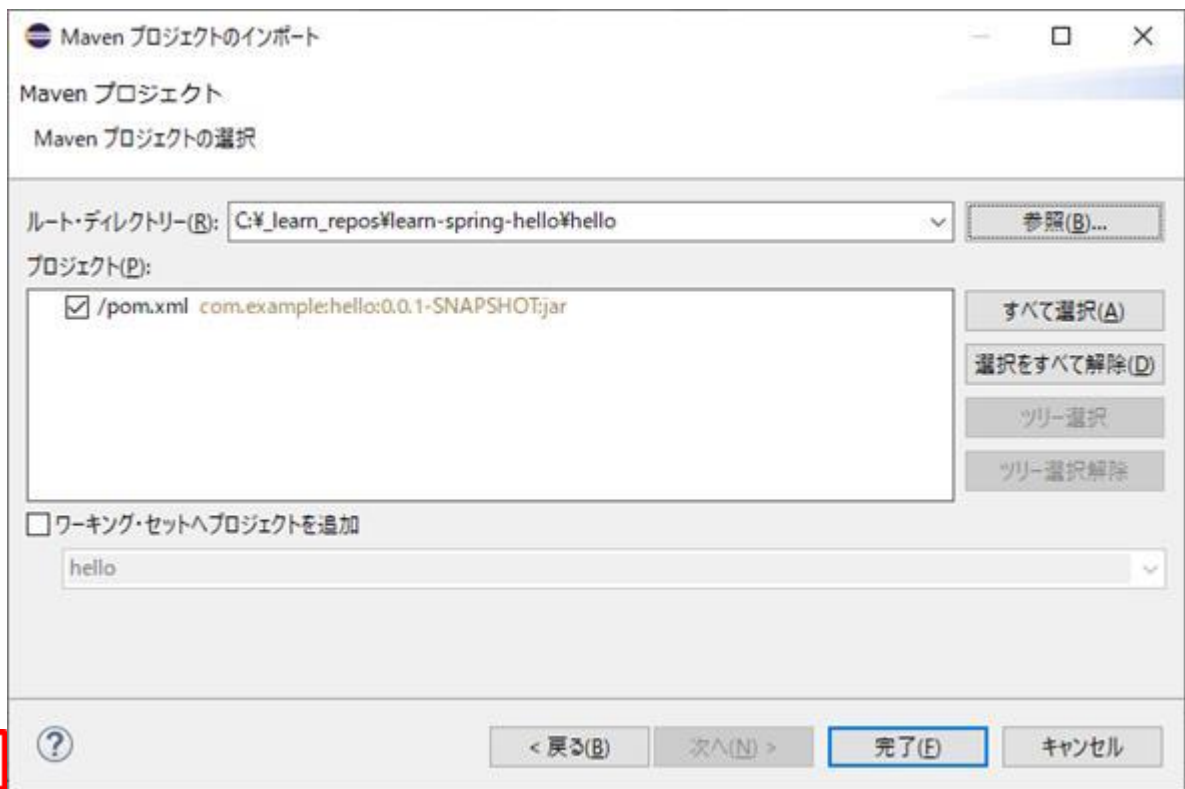 Maven プロジェクトのインポート
Maven プロジェクト
Maven プロジェクトの選択
ルート・ディレクトリー(R): C:¥_learn_repos¥learn-spring-hello¥hello 参照(B)...
プロジェクト(P):
/pom.xml com.example:hello:0.0.1-SNAPSHOT:jar
すべて選択(A)
選択をすべて解除(D)
ツリー選択
ツリー選択解除
ワーキング・セットへプロジェクトを追加
hello
? < 戻る(B) 次へ(N) > 完了(F) キャンセル